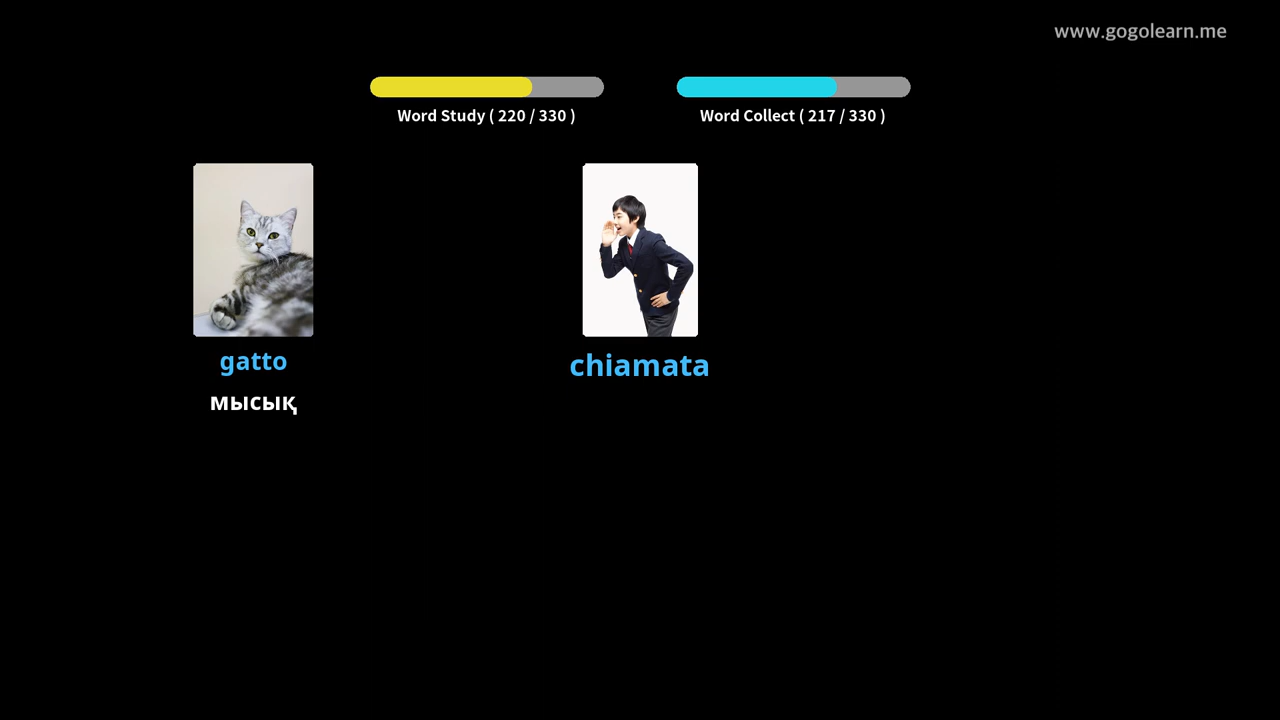 www.gogolearn.me
Word Study ( 220 / 330 )
Word Collect ( 217 / 330 )
gatto
chiamata
мысық